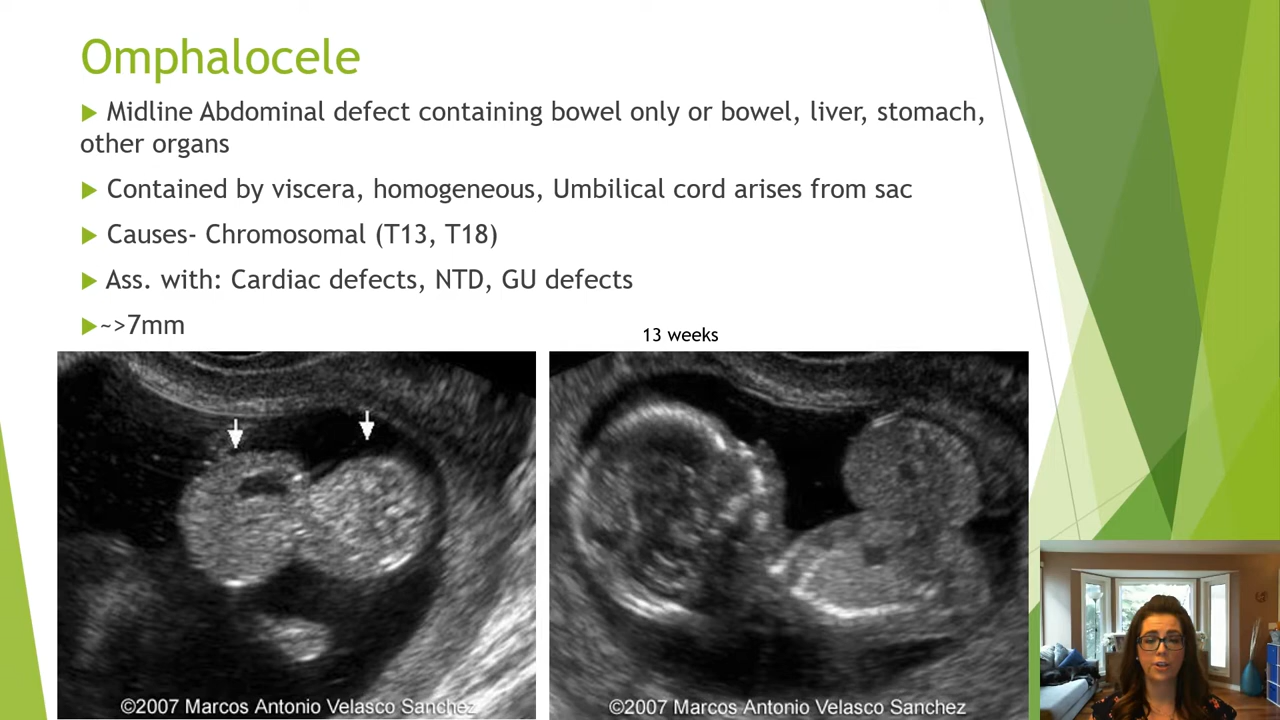 Omphalocele
Midline Abdominal defect containing bowel only or bowel, liver, stomach,
other organs
Contained by viscera, homogeneous, Umbilical cord arises from sac
Causes- Chromosomal (T13, T18)
Ass. with: Cardiac defects, NTD, GU defects
~>7mm
13 weeks
©2007 Marcos Antonio Velasco Sanchez
©2007 Marcos Antonio Velasco Sanchez